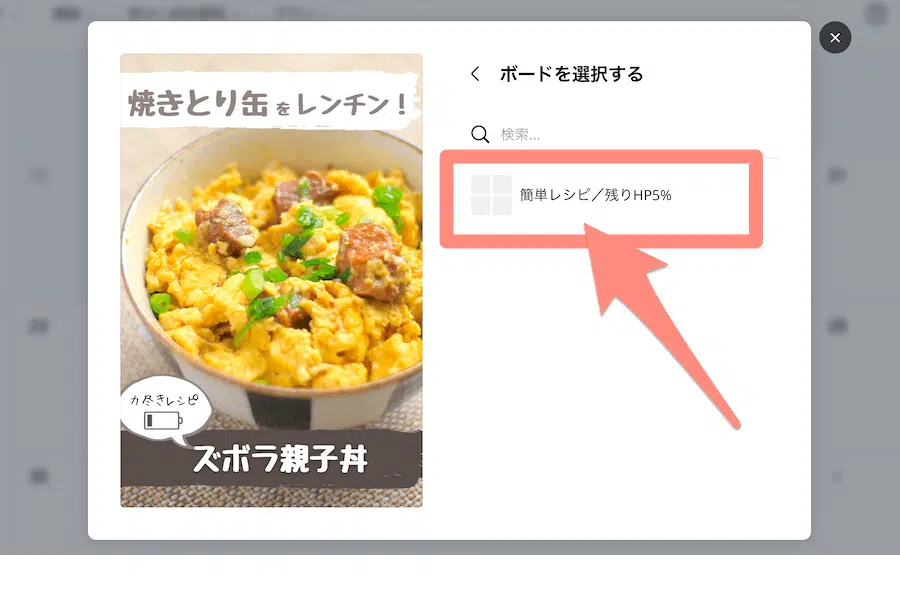 焼きとり缶をレンチン！
力尽きレシピ
ズボラ親子丼
ボードを選択する
検索...
簡単レシピ／残りHP5%